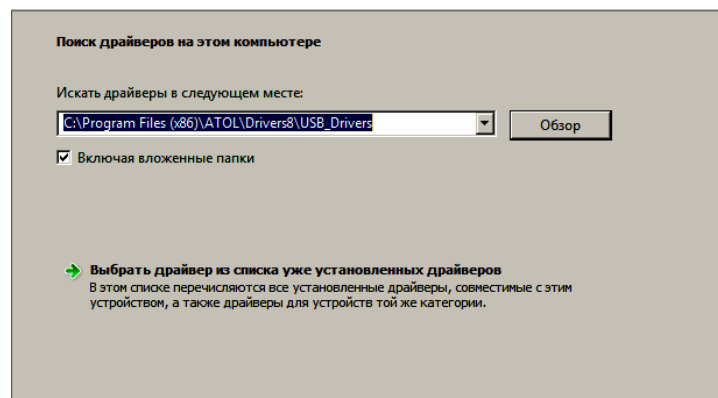 Поиск драйверов на этом компьютере
Искать драйверы в следующем месте:
C:\Program Files (x86)\ATOL\Drivers8\USB_Drivers
Обзор
Включая вложенные папки
Выбрать драйвер из списка уже установленных драйверов
В этом списке перечисляются все установленные драйверы, совместимые с этим
устройством, а также драйверы для устройств той же категории.